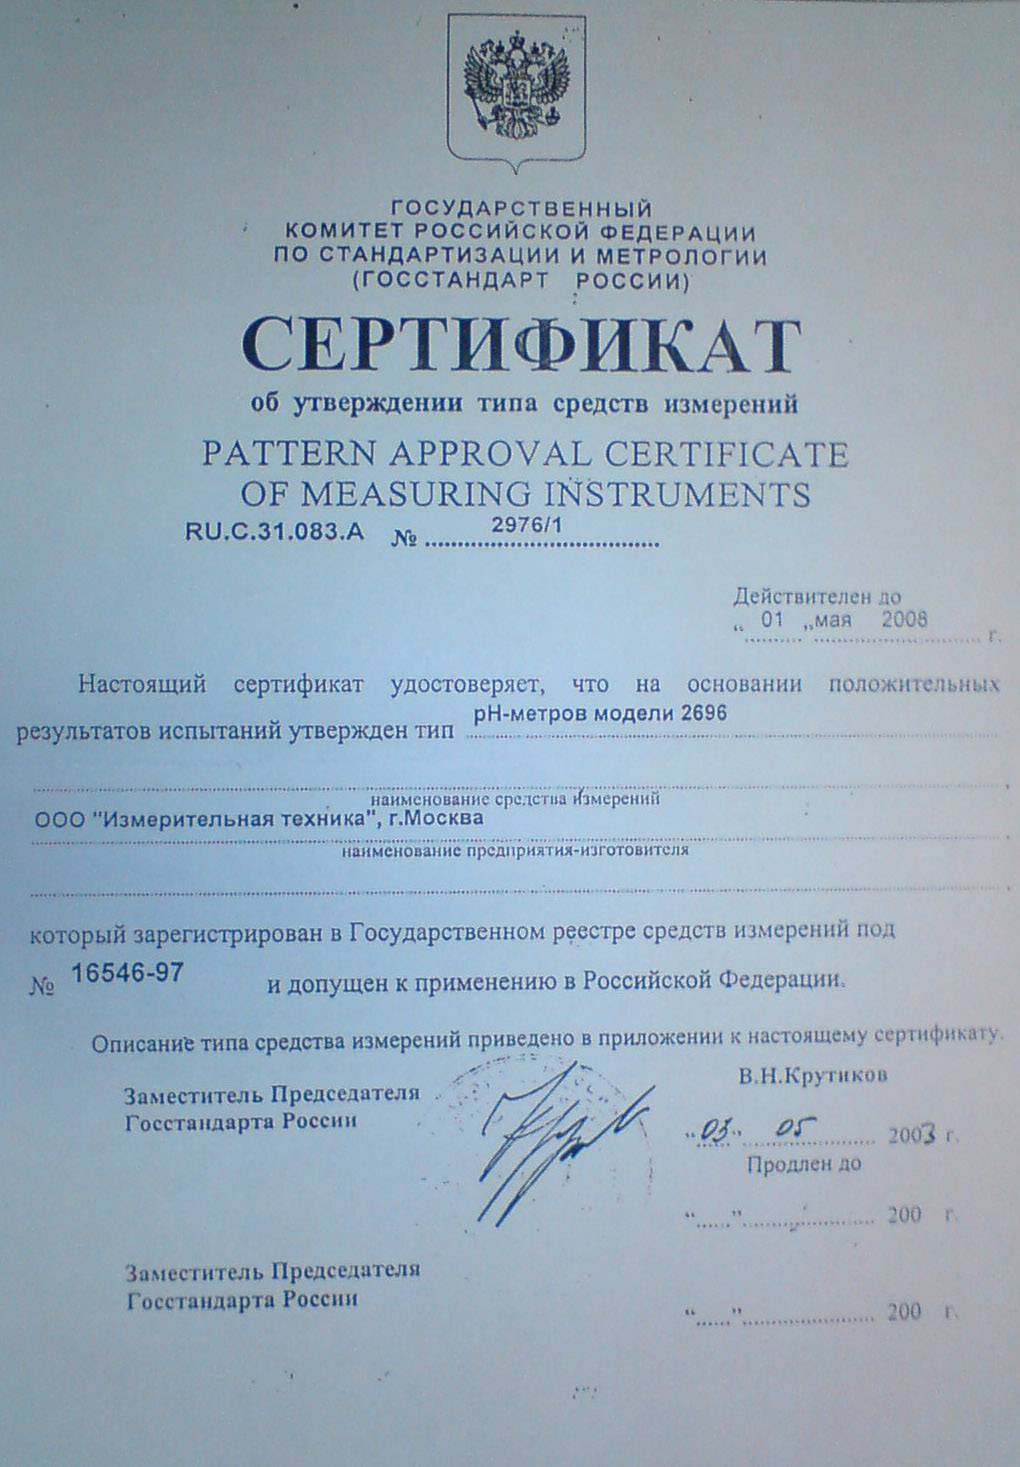 ГОСУДАРСТВЕННЫЙ
КОМИТЕТ РОССИЙСКОЙ ФЕДЕРАЦИИ
ПО СТАНДАРТИЗАЦИИ И МЕТРОЛОГИИ
(ГОССТАНДАРТ РОССИИ)
СЕРТИФИКАТ
об утверждении типа средств измерений
PATTERN APPROVAL CERTIFICATE
OF MEASURING INSTRUMENTS
RU.C.31.083.A № 2976/1
Действителен до
„ 01 „мая 2008 г.
Настоящий сертификат удостоверяет, что на основании положительных
результатов испытаний утвержден тип рН-метров модели 2696
наименование средства измерений
ООО "Измерительная техника", г.Москва
наименование предприятия-изготовителя
который зарегистрирован в Государственном реестре средств измерений под
№ 16546-97 и допущен к применению в Российской Федерации.
Описание типа средства измерений приведено в приложении к настоящему сертификату.
Заместитель Председателя
Госстандарта России
В.Н.Крутиков
“03” 05 2003 г.
Продлен до
“......”...................... 200 г.
Заместитель Председателя
Госстандарта России
“......”...................... 200 г.